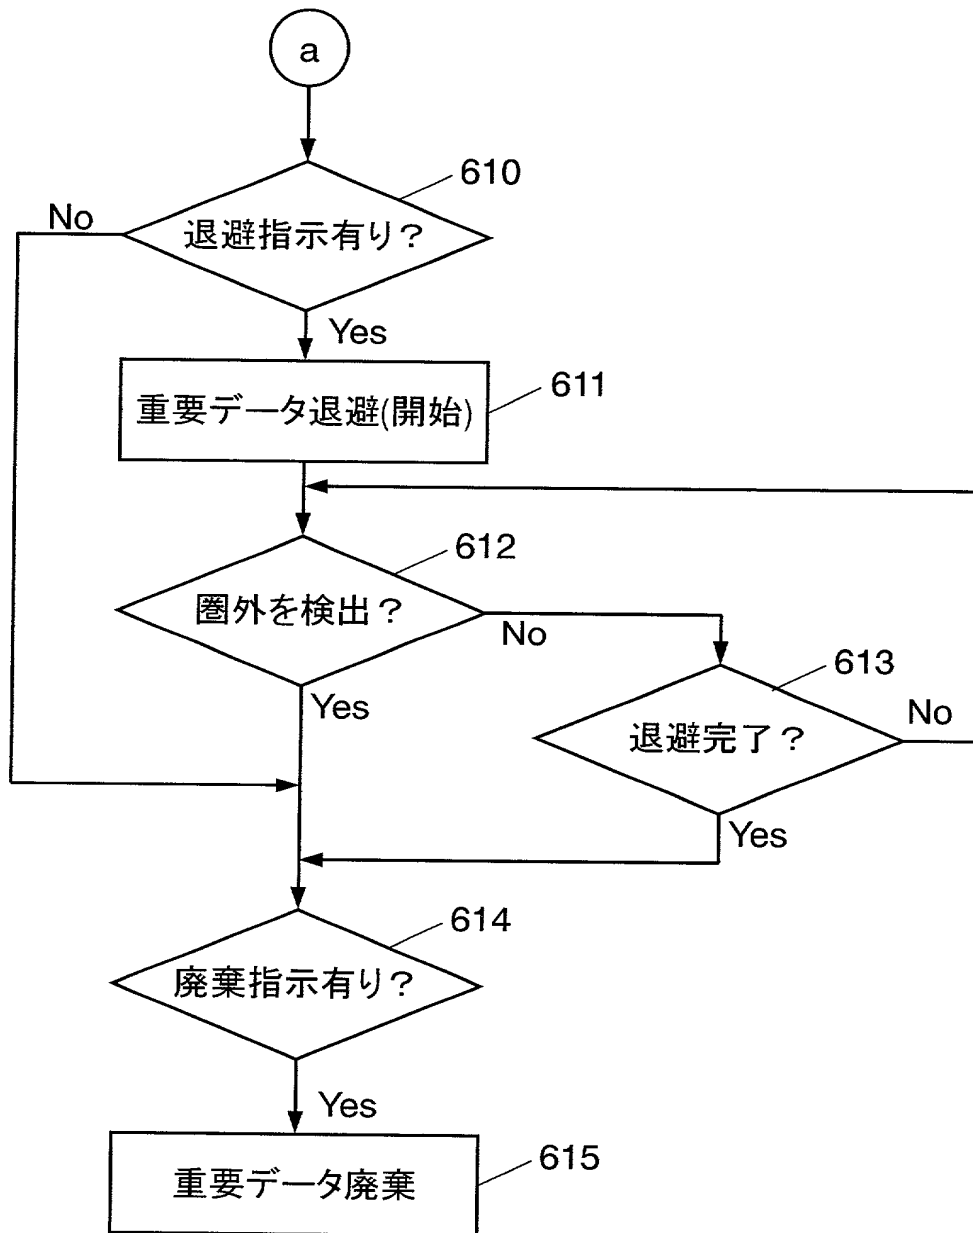 a
610
No
退避指示有り？
Yes
611
重要データ退避(開始)
612
圏外を検出？
No
613
Yes
No
退避完了？
Yes
614
廃棄指示有り？
Yes
615
重要データ廃棄